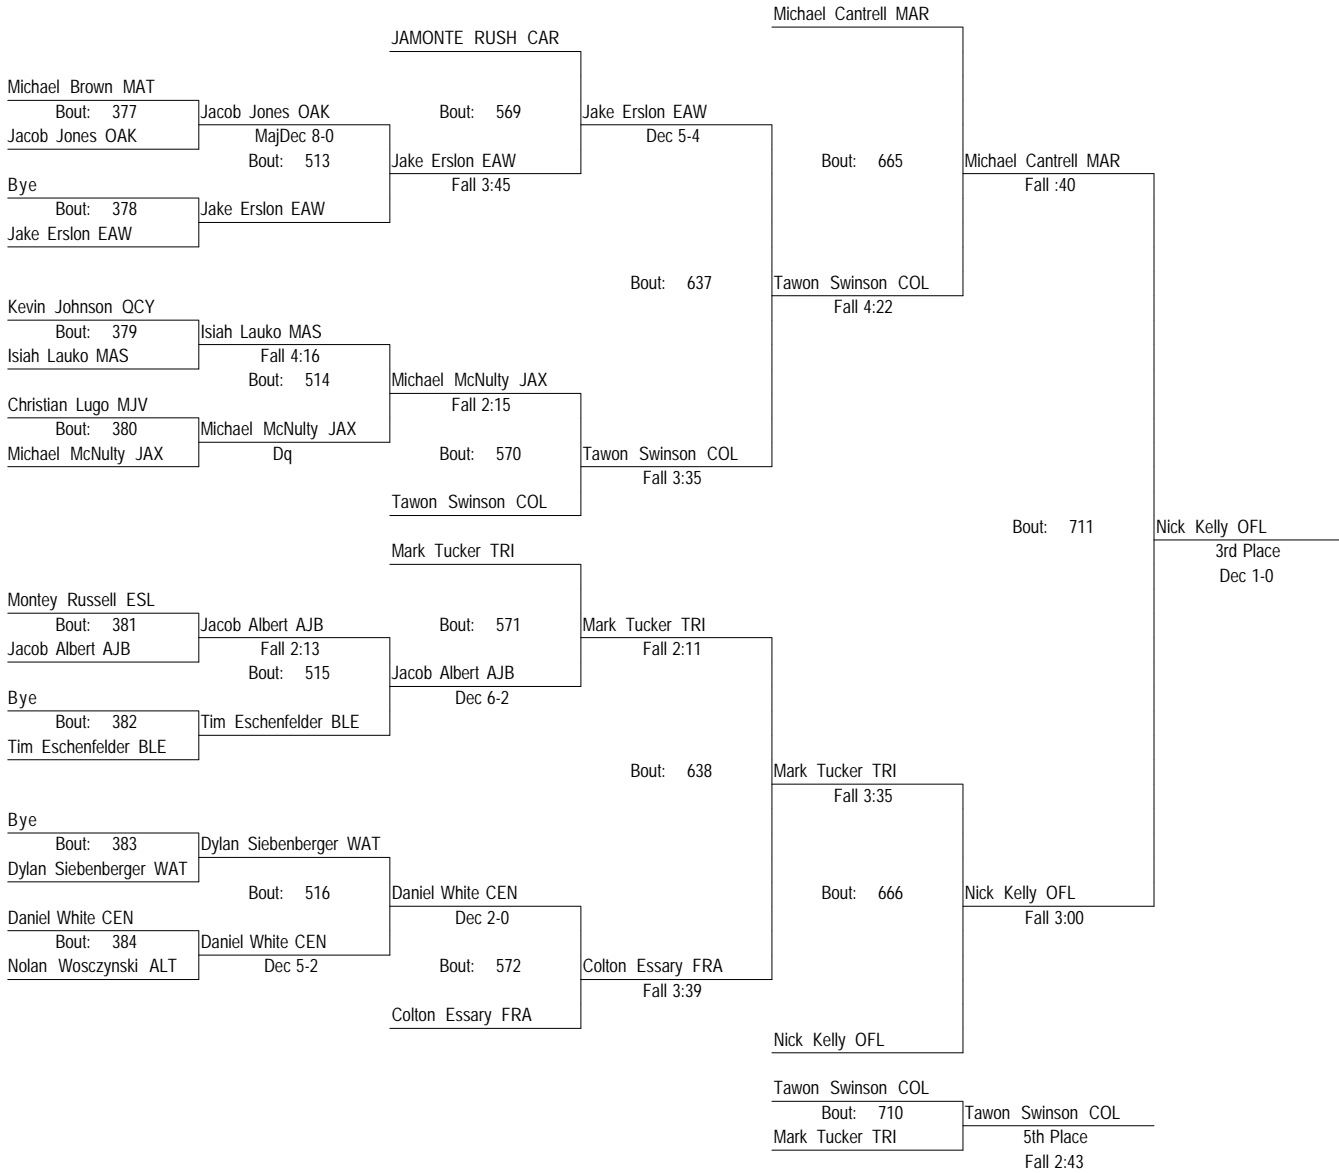 Michael Cantrell MAR
JAMONTE RUSH CAR
Michael Brown MAT
Bout: 377
Jacob Jones OAK
Jacob Jones OAK
MajDec 8-0
Bout: 513
Bye
Bout: 378
Jake Erslon EAW
Jake Erslon EAW
Jake Erslon EAW
Fall 3:45
Bout: 569
Jake Erslon EAW
Dec 5-4
Bout: 665
Michael Cantrell MAR
Fall :40
Kevin Johnson QCY
Bout: 379
Isiah Lauko MAS
Isiah Lauko MAS
Fall 4:16
Bout: 514
Christian Lugo MJV
Bout: 380
Michael McNulty JAX
Michael McNulty JAX
Dq
Michael McNulty JAX
Fall 2:15
Bout: 570
Tawon Swinson COL
Tawon Swinson COL
Fall 3:35
Bout: 637
Tawon Swinson COL
Fall 4:22
Bout: 711
Nick Kelly OFL
3rd Place
Dec 1-0
Mark Tucker TRI
Montey Russell ESL
Bout: 381
Jacob Albert AJB
Jacob Albert AJB
Fall 2:13
Bout: 515
Bye
Bout: 382
Tim Eschenfelder BLE
Tim Eschenfelder BLE
Jacob Albert AJB
Dec 6-2
Bout: 571
Mark Tucker TRI
Fall 2:11
Bout: 638
Mark Tucker TRI
Fall 3:35
Bye
Bout: 383
Dylan Siebenberger WAT
Dylan Siebenberger WAT
Bout: 516
Daniel White CEN
Bout: 384
Nolan Wosczynski ALT
Daniel White CEN
Dec 5-2
Daniel White CEN
Dec 2-0
Bout: 572
Colton Essary FRA
Colton Essary FRA
Fall 3:39
Bout: 666
Nick Kelly OFL
Fall 3:00
Nick Kelly OFL
Tawon Swinson COL
Bout: 710
Mark Tucker TRI
Tawon Swinson COL
5th Place
Fall 2:43